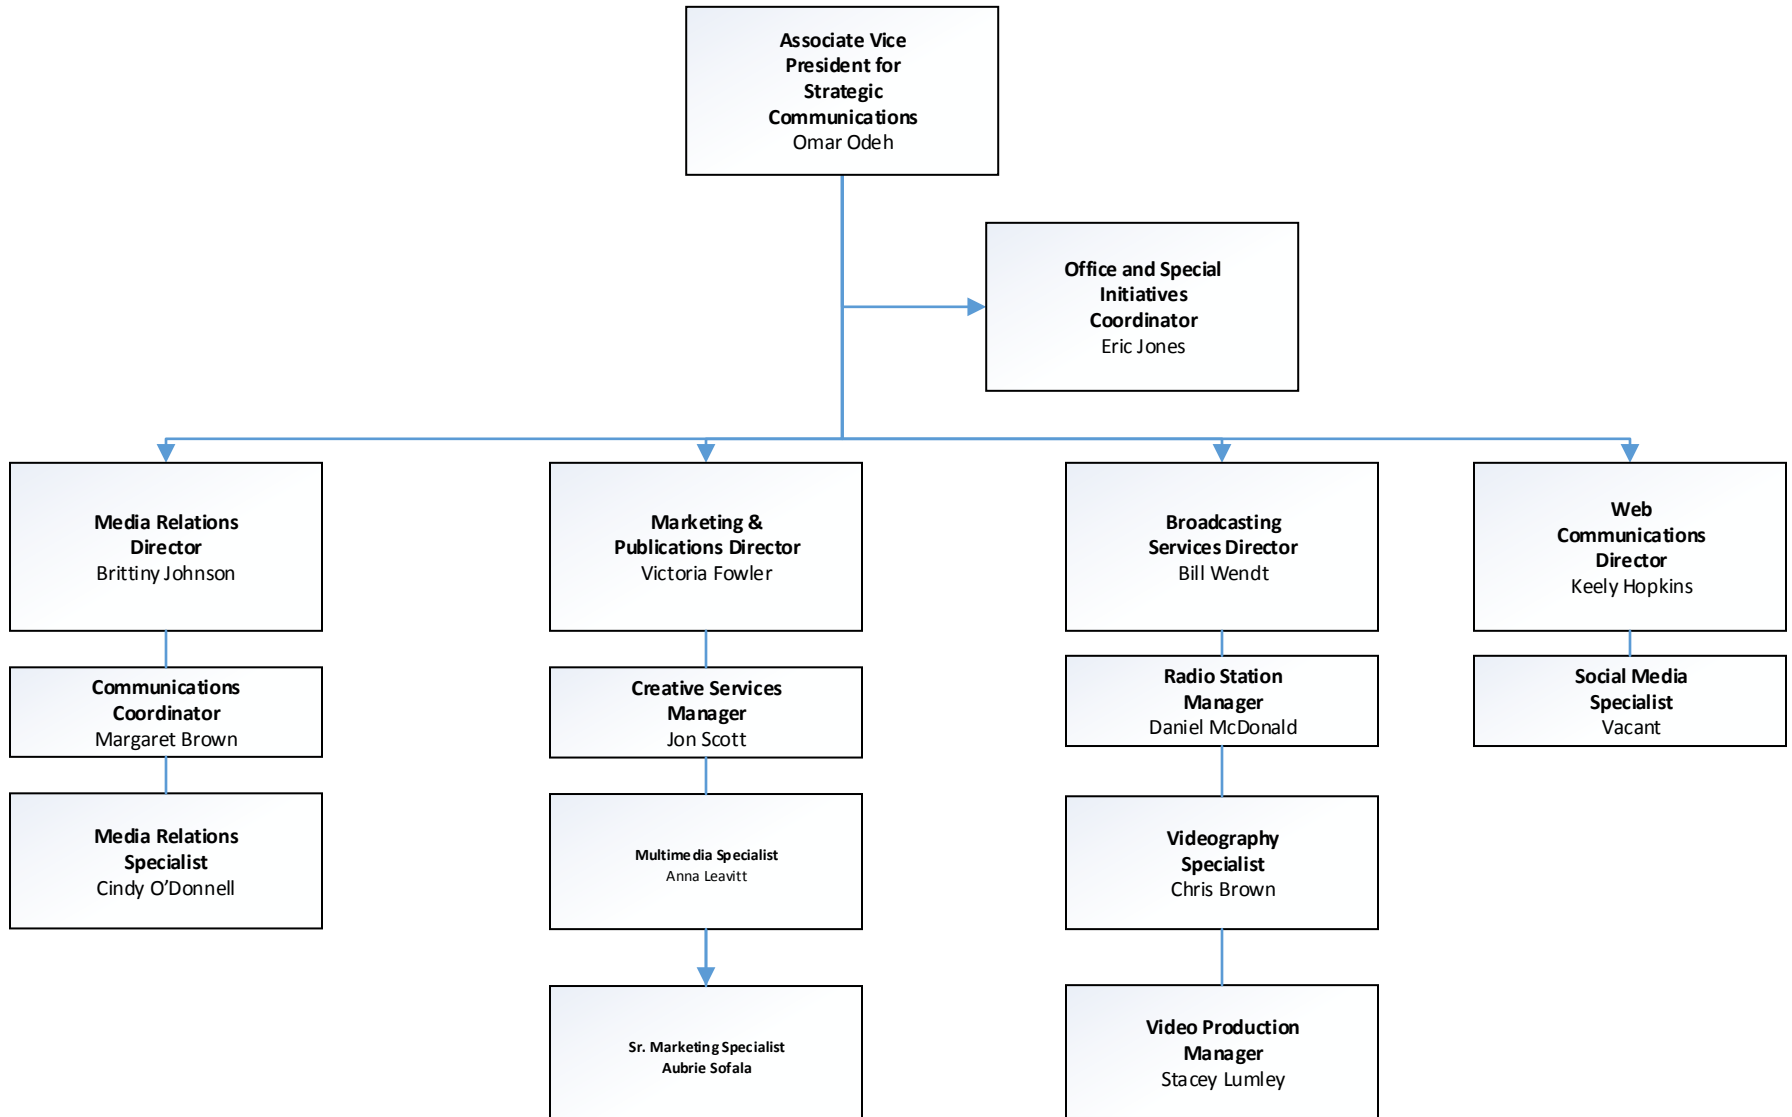 Associate Vice
President for
Strategic
Communications
Omar Odeh
Office and Special
Initiatives
Coordinator
Eric Jones
Media Relations
Director
Brittiny Johnson
Marketing &
Publications Director
Victoria Fowler
Broadcasting
Services Director
Bill Wendt
Web
Communications
Director
Keely Hopkins
Communications
Coordinator
Margaret Brown
Creative Services
Manager
Jon Scott
Radio Station
Manager
Daniel McDonald
Social Media
Specialist
Vacant
Media Relations
Specialist
Cindy O’Donnell
Multimedia Specialist
Anna Leavitt
Videography
Specialist
Chris Brown
Sr. Marketing Specialist
Aubrie Sofala
Video Production
Manager
Stacey Lumley